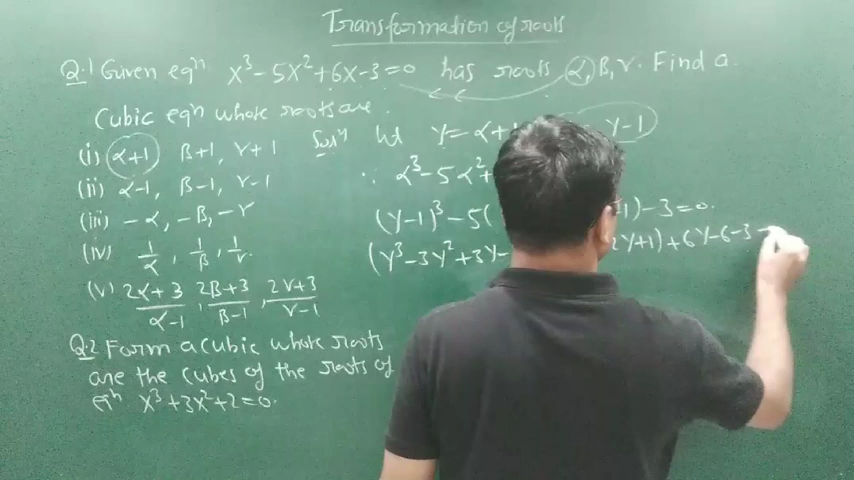 Transformation of roots
Q.1 Given eqn x³-5x²+6x-3=0 has roots α, β, γ. Find a
Cubic eqn whose roots are.
(i) α+1, β+1, γ+1
Soln Let y=α+1 y-1
(ii) α-1, β-1, γ-1
∵ α³-5α²+
(iii) -α, -β, -γ
(y-1)³-5( 1)-3=0.
(iv) 1/α, 1/β, 1/γ
(y³-3y²+3y- 2y+1)+6y-6-3
(v) 2α+3/α-1, 2β+3/β-1, 2γ+3/γ-1
Q.2 Form a cubic whose roots
are the cubes of the roots of
eqn x³+3x²+2=0.